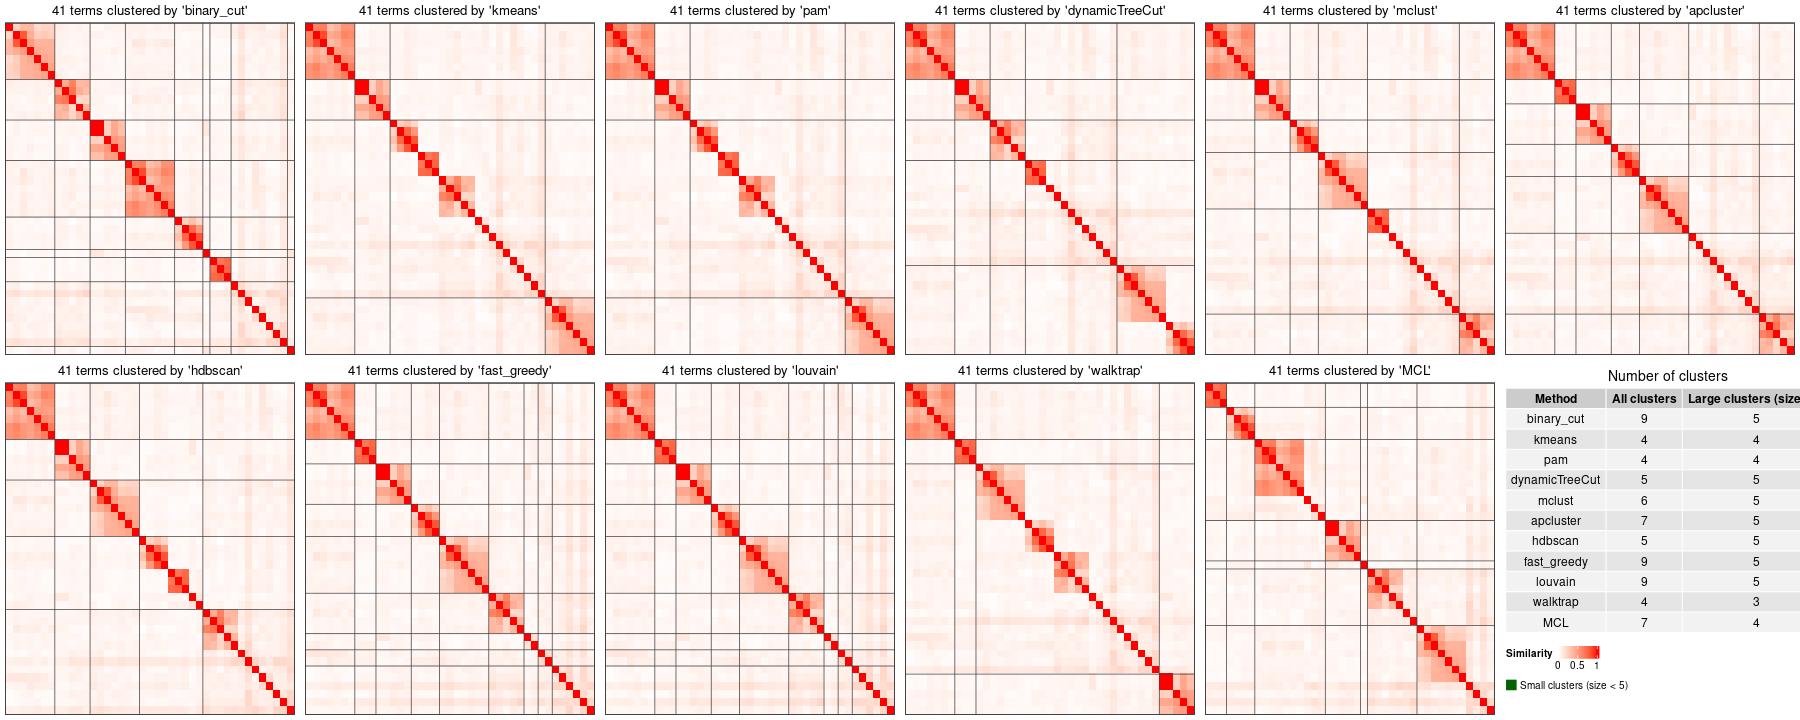 41 terms clustered by 'binary_cut'
41 terms clustered by 'kmeans'
41 terms clustered by 'pam'
41 terms clustered by 'dynamicTreeCut'
41 terms clustered by 'mclust'
41 terms clustered by 'apcluster'
41 terms clustered by 'hdbscan'
41 terms clustered by 'fast_greedy'
41 terms clustered by 'louvain'
41 terms clustered by 'walktrap'
41 terms clustered by 'MCL'
Number of clusters
Method All clusters Large clusters (size
binary_cut 9 5
kmeans 4 4
pam 4 4
dynamicTreeCut 5 5
mclust 6 5
apcluster 7 5
hdbscan 5 5
fast_greedy 9 5
louvain 9 5
walktrap 4 3
MCL 7 4
Similarity
0 0.5 1
Small clusters (size < 5)